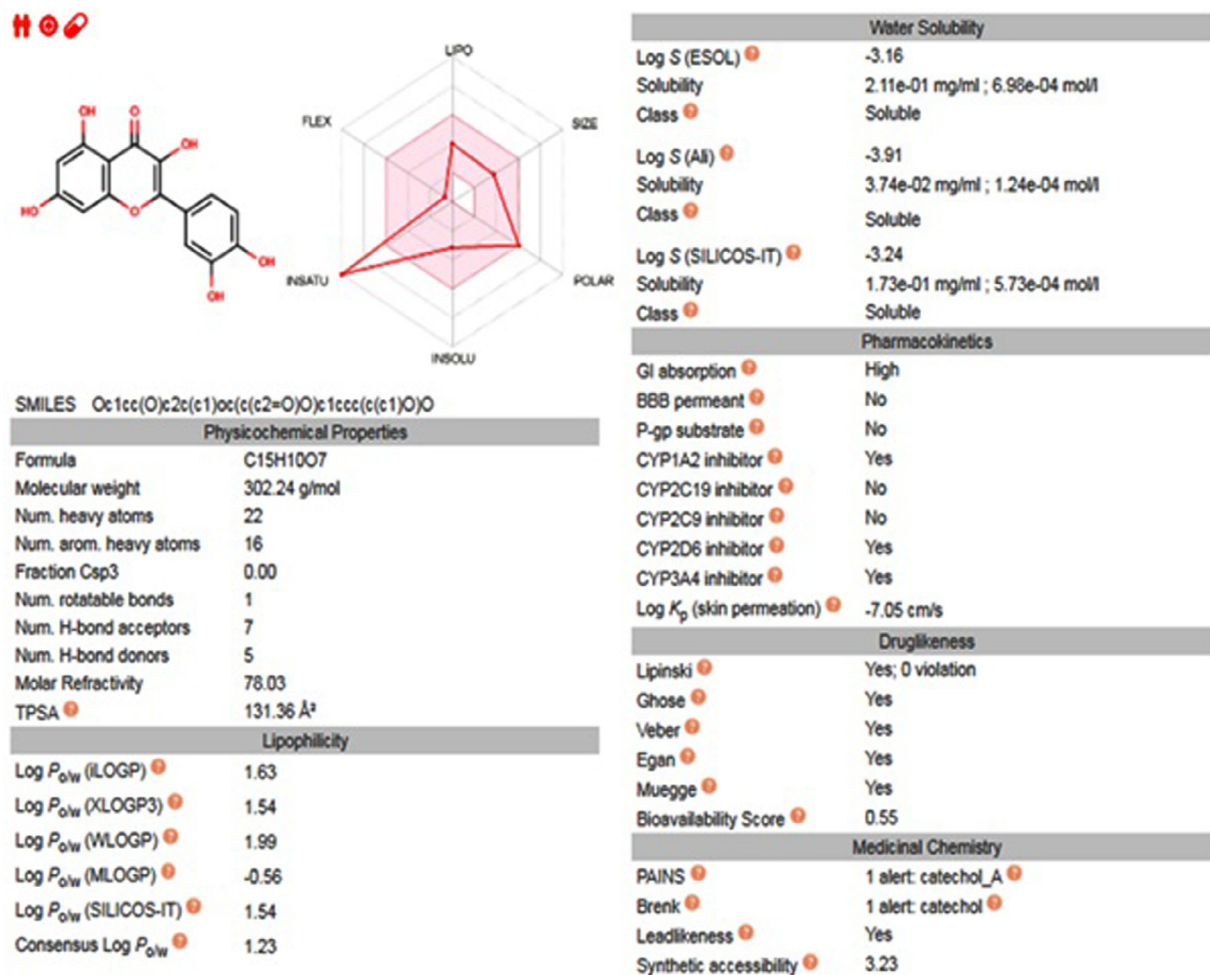 LIPO
FLEX
SIZE
INSATU
POLAR
INSOLU
OH
O
OH
HO
O
OH
OH
SMILES Oc1cc(O)c2c(c1)oc(c(c2=O)O)c1ccc(c(c1)O)O
Physicochemical Properties
Formula C15H10O7
Molecular weight 302.24 g/mol
Num. heavy atoms 22
Num. arom. heavy atoms 16
Fraction Csp3 0.00
Num. rotatable bonds 1
Num. H-bond acceptors 7
Num. H-bond donors 5
Molar Refractivity 78.03
TPSA ? 131.36 Å²
Lipophilicity
Log Po/w (iLOGP) ? 1.63
Log Po/w (XLOGP3) ? 1.54
Log Po/w (WLOGP) ? 1.99
Log Po/w (MLOGP) ? -0.56
Log Po/w (SILICOS-IT) ? 1.54
Consensus Log Po/w ? 1.23
Water Solubility
Log S (ESOL) ? -3.16
Solubility 2.11e-01 mg/ml ; 6.98e-04 mol/l
Class ? Soluble
Log S (Ali) ? -3.91
Solubility 3.74e-02 mg/ml ; 1.24e-04 mol/l
Class ? Soluble
Log S (SILICOS-IT) ? -3.24
Solubility 1.73e-01 mg/ml ; 5.73e-04 mol/l
Class ? Soluble
Pharmacokinetics
GI absorption ? High
BBB permeant ? No
P-gp substrate ? No
CYP1A2 inhibitor ? Yes
CYP2C19 inhibitor ? No
CYP2C9 inhibitor ? No
CYP2D6 inhibitor ? Yes
CYP3A4 inhibitor ? Yes
Log Kp (skin permeation) ? -7.05 cm/s
Druglikeness
Lipinski ? Yes; 0 violation
Ghose ? Yes
Veber ? Yes
Egan ? Yes
Muegge ? Yes
Bioavailability Score ? 0.55
Medicinal Chemistry
PAINS ? 1 alert: catechol_A ?
Brenk ? 1 alert: catechol ?
Leadlikeness ? Yes
Synthetic accessibility ? 3.23